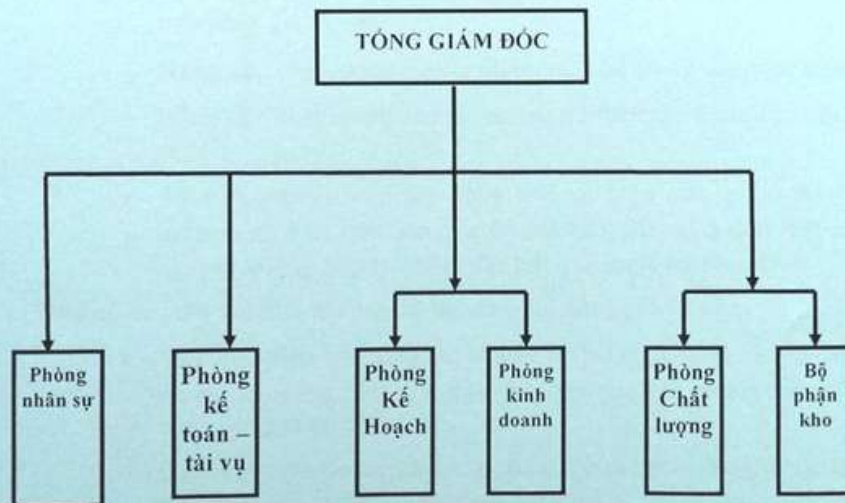 TỔNG GIÁM ĐỐC
Phòng
nhân sự
Phòng
kế
toán –
tài vụ
Phòng
Kế
Hoạch
Phòng
kinh
doanh
Phòng
Chất
lượng
Bộ
phận
kho